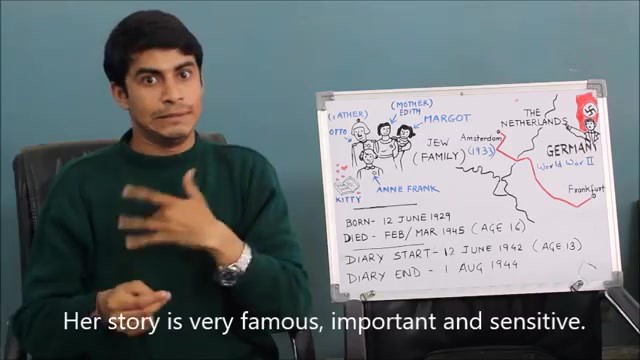 (FATHER)
OTTO
(MOTHER)
EDITH
MARGOT
JEW
(FAMILY)
ANNE FRANK
KITTY
THE
NETHERLANDS
Amsterdam
(1933)
GERMANY
World War II
Frankfurt
BORN- 12 JUNE 1929
DIED- FEB/MAR 1945 (AGE 16)
DIARY START- 12 JUNE 1942 (AGE 13)
DIARY END - 1 AUG 1944
Her story is very famous, important and sensitive.